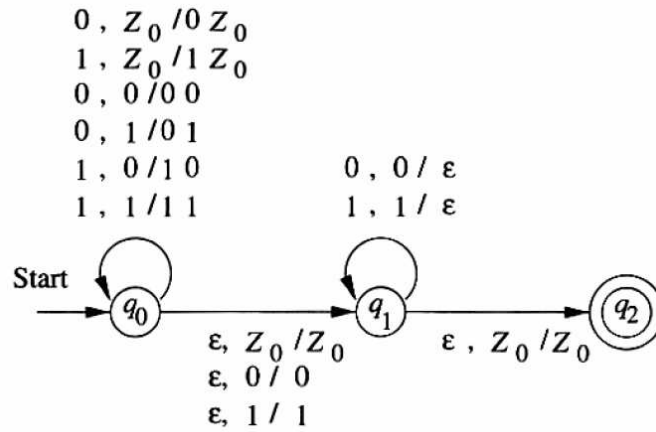 0 , Z₀ /0 Z₀
1 , Z₀ /1 Z₀
0 , 0 /0 0
0 , 1 /0 1
1 , 0 /1 0
1 , 1 /1 1
0 , 0 / ε
1 , 1 / ε
Start
q₀
q₁
q₂
ε, Z₀ /Z₀
ε, 0 / 0
ε, 1 / 1
ε , Z₀ /Z₀